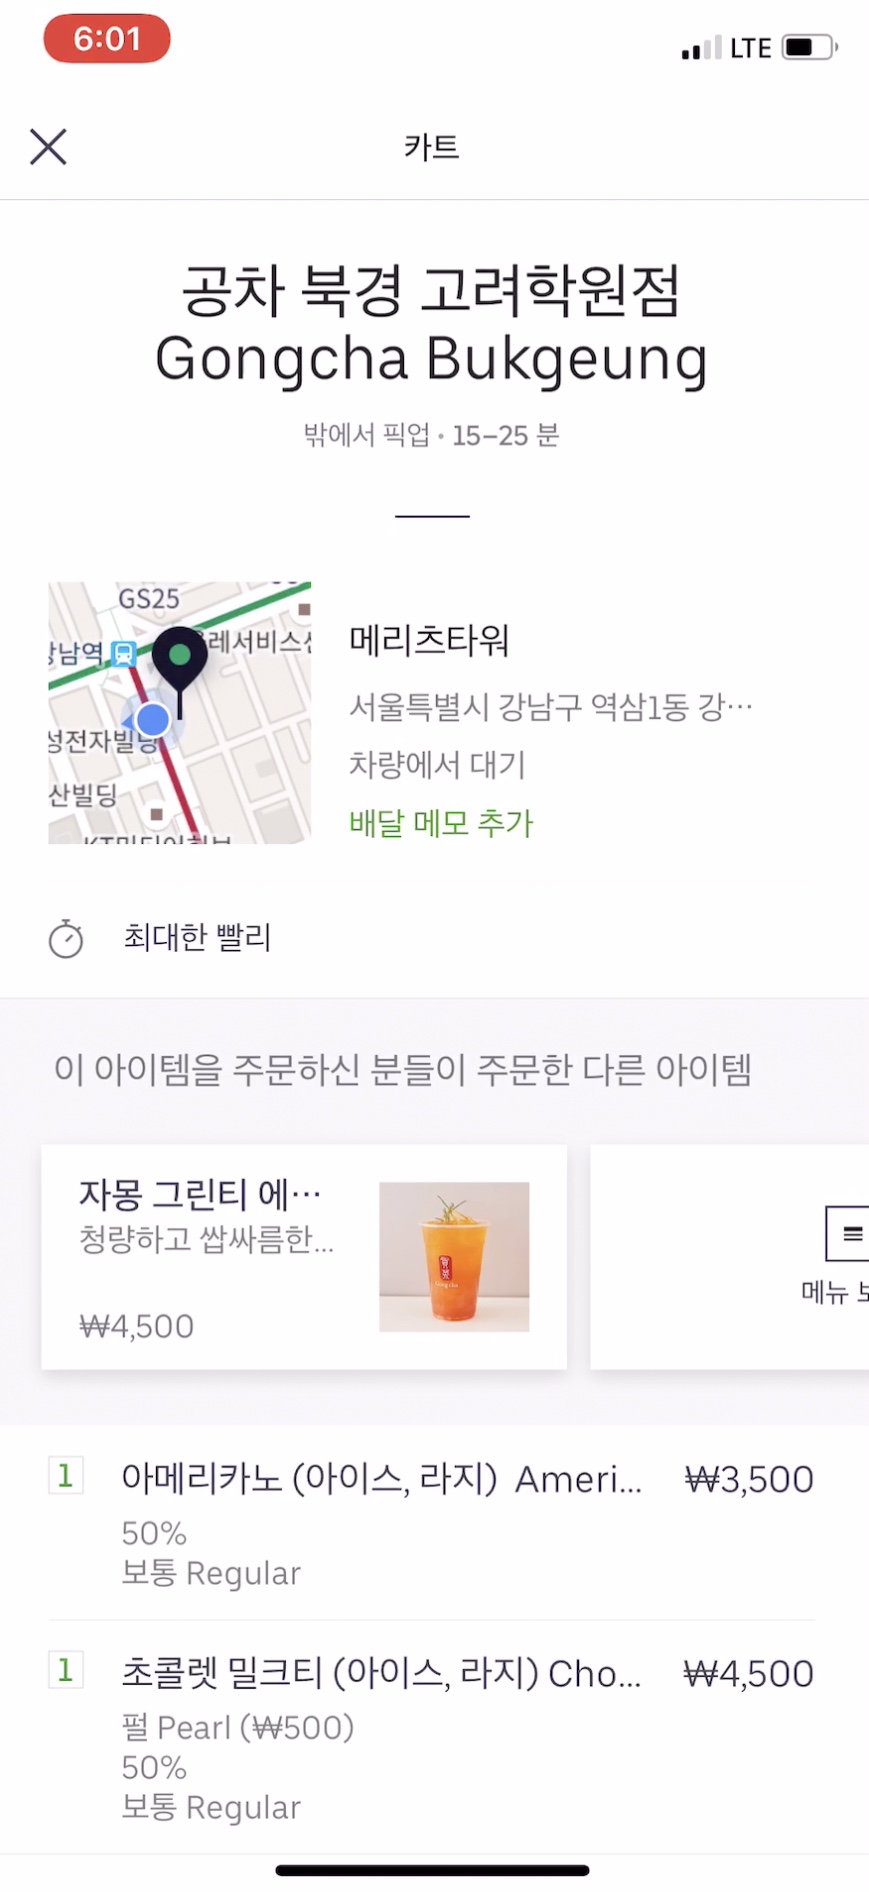 6:01
LTE
카트
공차 북경 고려학원점
Gongcha Bukgeung
밖에서 픽업 • 15–25 분
GS25
강남역
레서비스
성전자빌딩
산빌딩
메리츠타워
서울특별시 강남구 역삼1동 강…
차량에서 대기
배달 메모 추가
최대한 빨리
이 아이템을 주문하신 분들이 주문한 다른 아이템
자몽 그린티 에…
청량하고 쌉싸름한...
₩4,500
메뉴
1 아메리카노 (아이스, 라지) Ameri... ₩3,500
50%
보통 Regular
1 초콜렛 밀크티 (아이스, 라지) Cho... ₩4,500
펄 Pearl (₩500)
50%
보통 Regular